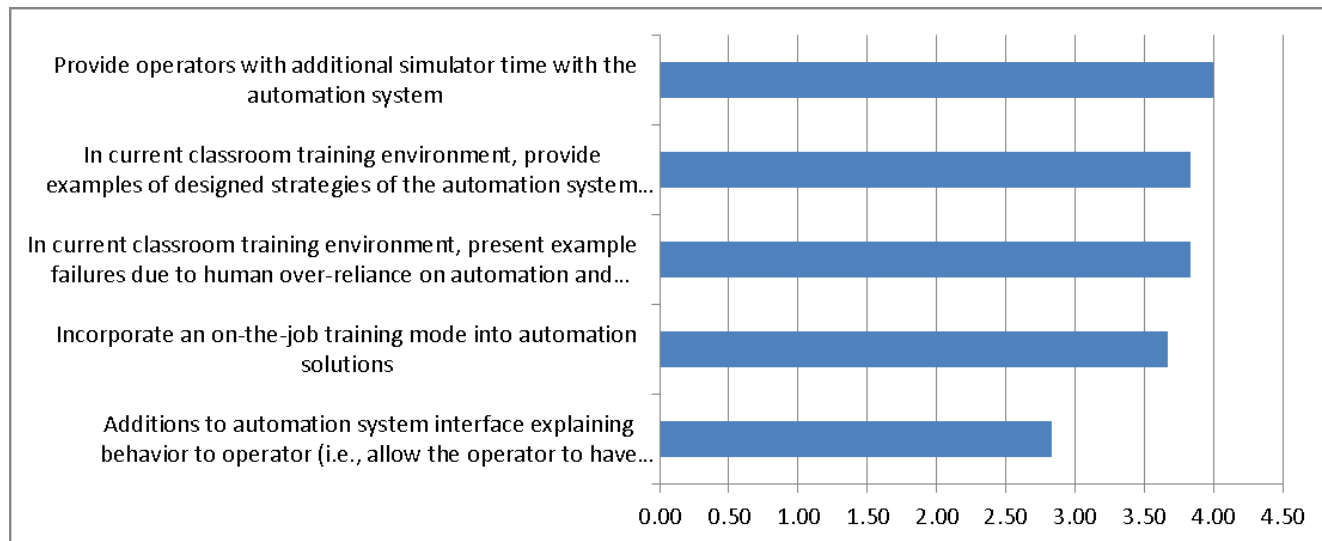 Provide operators with additional simulator time with the
automation system
In current classroom training environment, provide
examples of designed strategies of the automation system...
In current classroom training environment, present example
failures due to human over-reliance on automation and...
Incorporate an on-the-job training mode into automation
solutions
Additions to automation system interface explaining
behavior to operator (i.e., allow the operator to have...
0.00 0.50 1.00 1.50 2.00 2.50 3.00 3.50 4.00 4.50